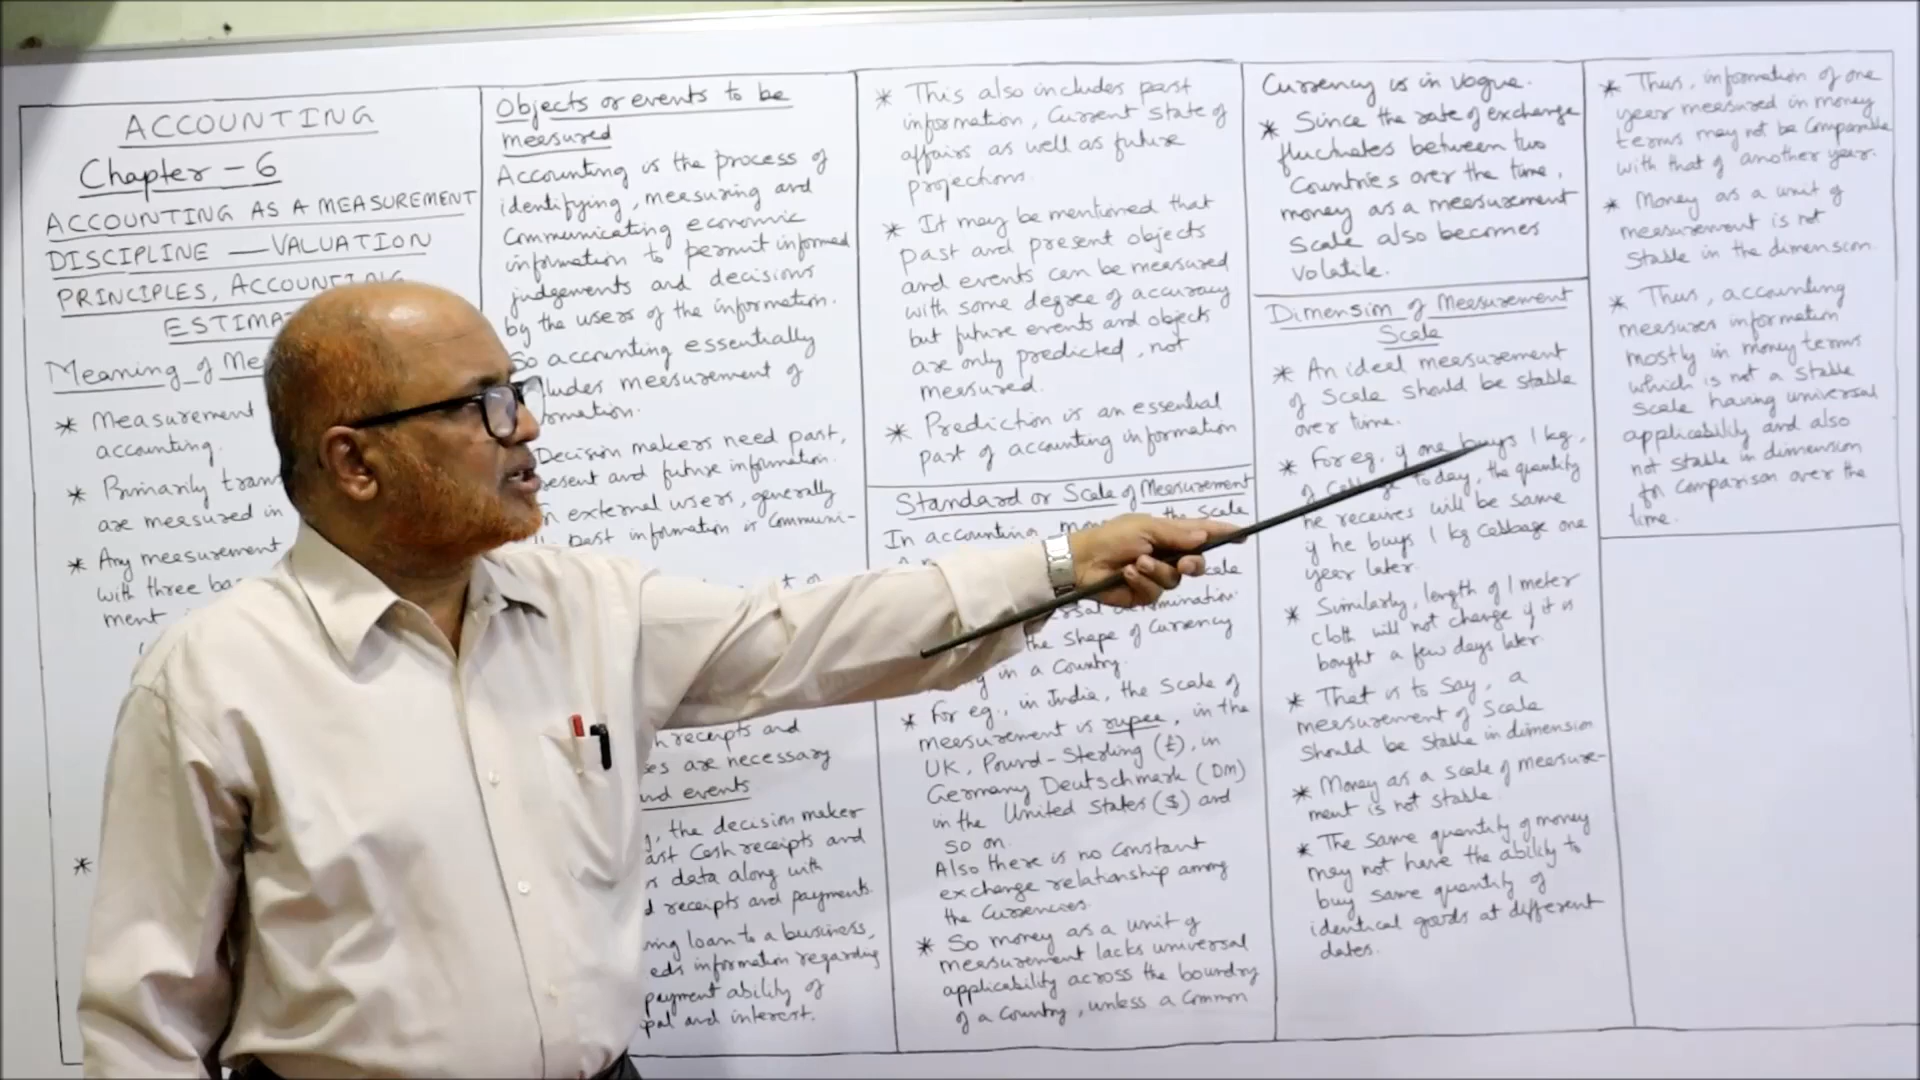 ACCOUNTING
Chapter - 6
ACCOUNTING AS A MEASUREMENT
DISCIPLINE — VALUATION
PRINCIPLES, ACCOUNTING
ESTIMA
Meaning of Me
* Measurement
accounting.
* Primarily tran
are measured in
* Any measurement
with three ba
ment
*
Objects or events to be
measured
Accounting is the process of
identifying, measuring and
Communicating economic
information to permit informed
judgements and decisions
by the users of the information.
So accounting essentially
cludes measurement of
ormation.
Decision makers need past,
resent and future information.
external users, generally
past information is communi-
h receipts and
ses are necessary
und events
, the decision maker
ast Cash receipts and
data along with
d receipts and payments.
ing loan to a business,
eds information regarding
payment ability of
ipal and interest.
* This also includes past
information, Current state of
affairs as well as future
projections.
* It may be mentioned that
past and present objects
and events can be measured
with some degree of accuracy
but future events and objects
are only predicted, not
measured.
* Prediction is an essential
part of accounting information
Standard or Scale of Measurement
In accounting, the Scale
the shape of Currency
in a Country.
* For eg., in India, the Scale of
measurement is rupee, in the
UK, Pound-Sterling (£), in
Germany Deutschmark (DM)
in the United States ($) and
so on.
Also there is no Constant
exchange relationship among
the Currencies.
* So money as a unit of
measurement lacks universal
applicability across the boundry
of a Country, unless a Common
Currency is in vogue.
* Since the rate of exchange
fluctuates between two
Countries over the time,
money as a measurement
Scale also becomes
volatile.
Dimension of Measurement
Scale
* An ideal measurement
of Scale should be stable
over time.
* For eg. if one buys 1 kg.
of Cabbage today, the quantity
he receives will be same
if he buys 1 kg Cabbage one
year later.
* Similarly, length of 1 meter
cloth will not change if it is
bought a few days later.
* That is to say, a
measurement of Scale
should be stable in dimension
* Money as a scale of measure-
ment is not stable.
* The same quantity of money
may not have the ability to
buy same quantity of
identical goods at different
dates.
* Thus, information of one
year measured in money
terms may not be Comparable
with that of another year.
* Money as a unit of
measurement is not
stable in the dimension.
* Thus, accounting
measures information
mostly in money terms
which is not a stable
scale having universal
applicability and also
not stable in dimension
for comparison over the
time.